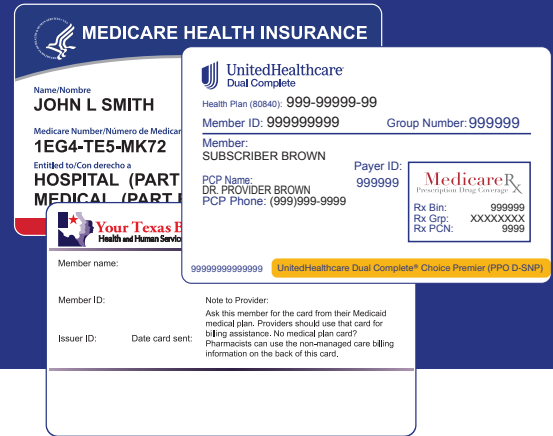 MEDICARE HEALTH INSURANCE
Name/Nombre
JOHN L SMITH
Medicare Number/Número de Medicar
1EG4-TE5-MK72
Entitled to/Con derecho a
HOSPITAL (PART
MEDICAL (PART
UnitedHealthcare
Dual Complete
Health Plan (80840): 999-99999-99
Member ID: 999999999 Group Number: 999999
Member:
SUBSCRIBER BROWN
Payer ID:
999999
PCP Name:
DR. PROVIDER BROWN
PCP Phone: (999)999-9999
MedicareRx
Prescription Drug Coverage
Rx Bin: 999999
Rx Grp: XXXXXXXX
Rx PCN: 9999
99999999999999 UnitedHealthcare Dual Complete® Choice Premier (PPO D-SNP)
Your Texas B
Health and Human Servic
Member name:
Member ID:
Issuer ID: Date card sent:
Note to Provider:
Ask this member for the card from their Medicaid
medical plan. Providers should use that card for
billing assistance. No medical plan card?
Pharmacists can use the non-managed care billing
information on the back of this card.